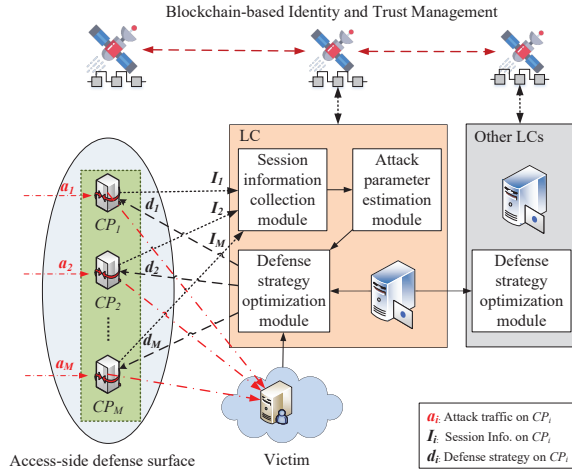 Blockchain-based Identity and Trust Management
LC
Other LCs
Session
information
collection
module
Attack
parameter
estimation
module
a1
I1
d1
CP1
I2
a2
d2
IM
CP2
Defense
strategy
optimization
module
Defense
strategy
optimization
module
aM
dM
CPM
Access-side defense surface
Victim
ai: Attack traffic on CPi
Ii: Session Info. on CPi
di: Defense strategy on CPi